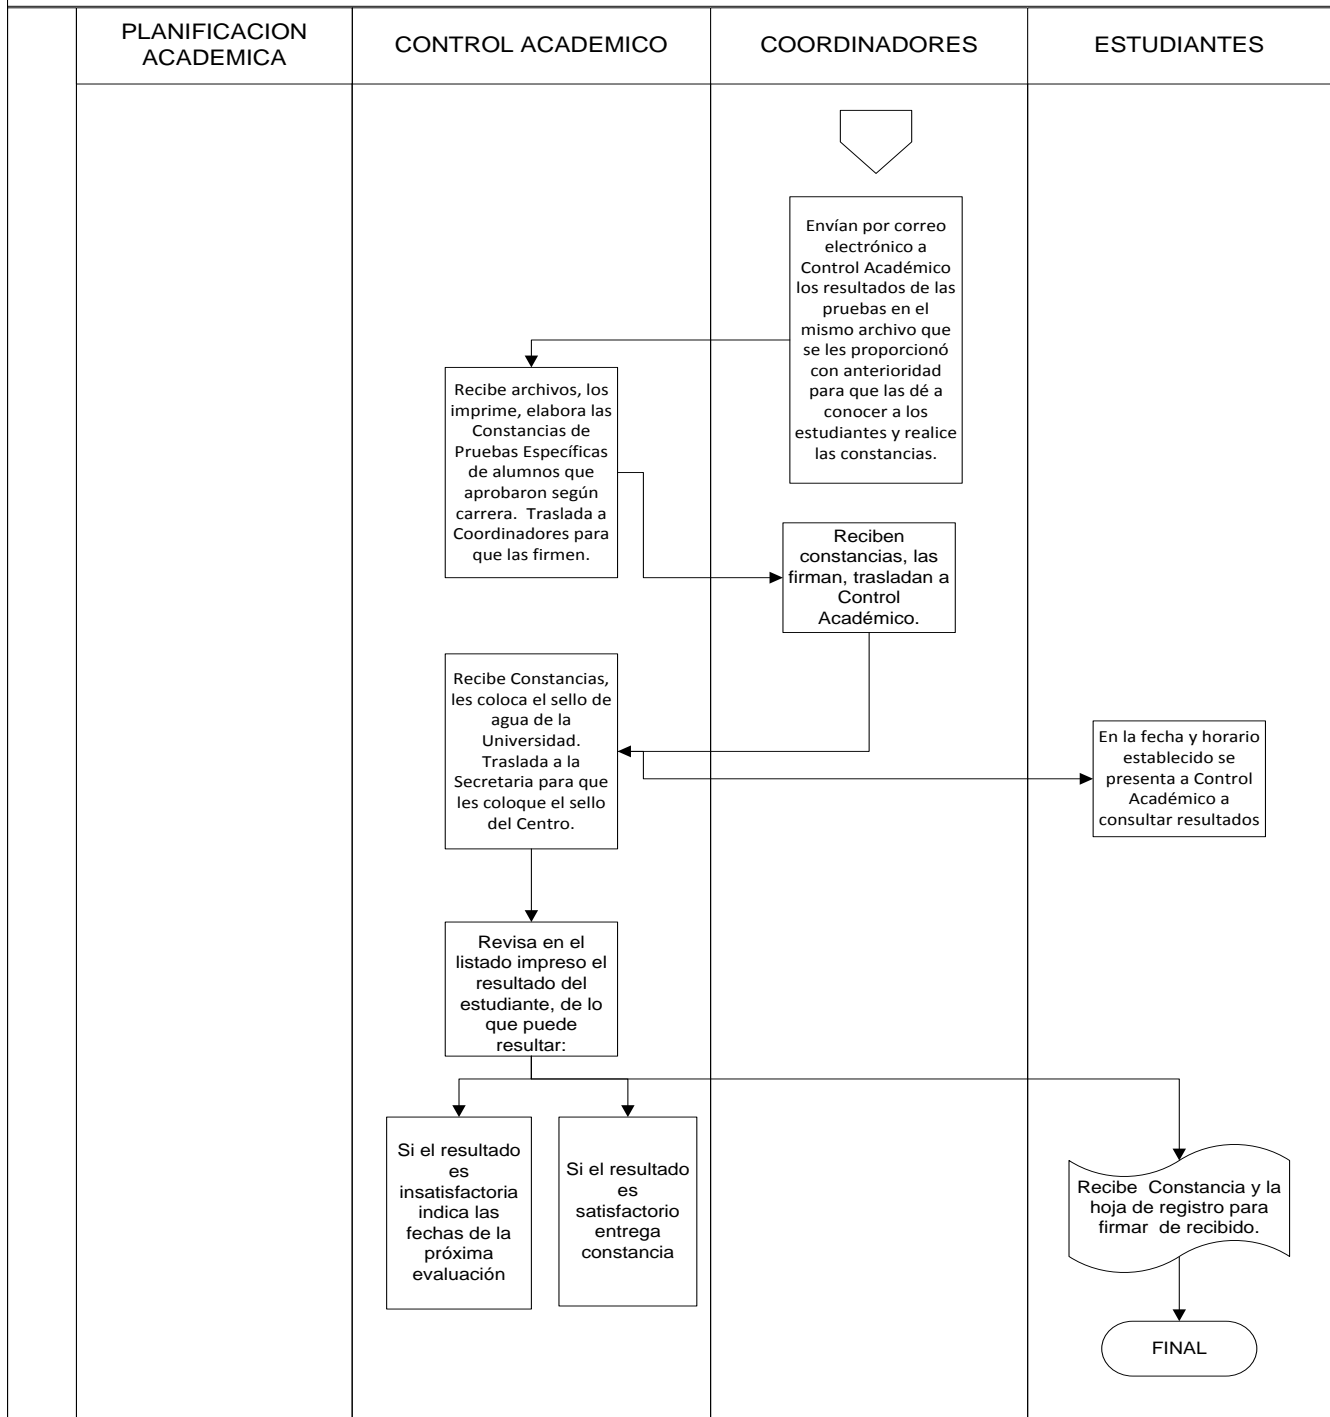 PLANIFICACION
ACADEMICA
CONTROL ACADEMICO
COORDINADORES
ESTUDIANTES
Envían por correo
electrónico a
Control Académico
los resultados de las
pruebas en el
mismo archivo que
se les proporcionó
con anterioridad
para que las dé a
conocer a los
estudiantes y realice
las constancias.
Recibe archivos, los
imprime, elabora las
Constancias de
Pruebas Específicas
de alumnos que
aprobaron según
carrera.  Traslada a
Coordinadores para
que las firmen.
Reciben
constancias, las
firman, trasladan a
Control
Académico.
Recibe Constancias,
les coloca el sello de
agua de la
Universidad.
Traslada a la
Secretaria para que
les coloque el sello
del Centro.
En la fecha y horario
establecido se
presenta a Control
Académico a
consultar resultados
Revisa en el
listado impreso el
resultado del
estudiante, de lo
que puede
resultar:
Si el resultado
es
insatisfactoria
indica las
fechas de la
próxima
evaluación
Si el resultado
es
satisfactorio
entrega
constancia
Recibe  Constancia y la
hoja de registro para
firmar  de recibido.
FINAL